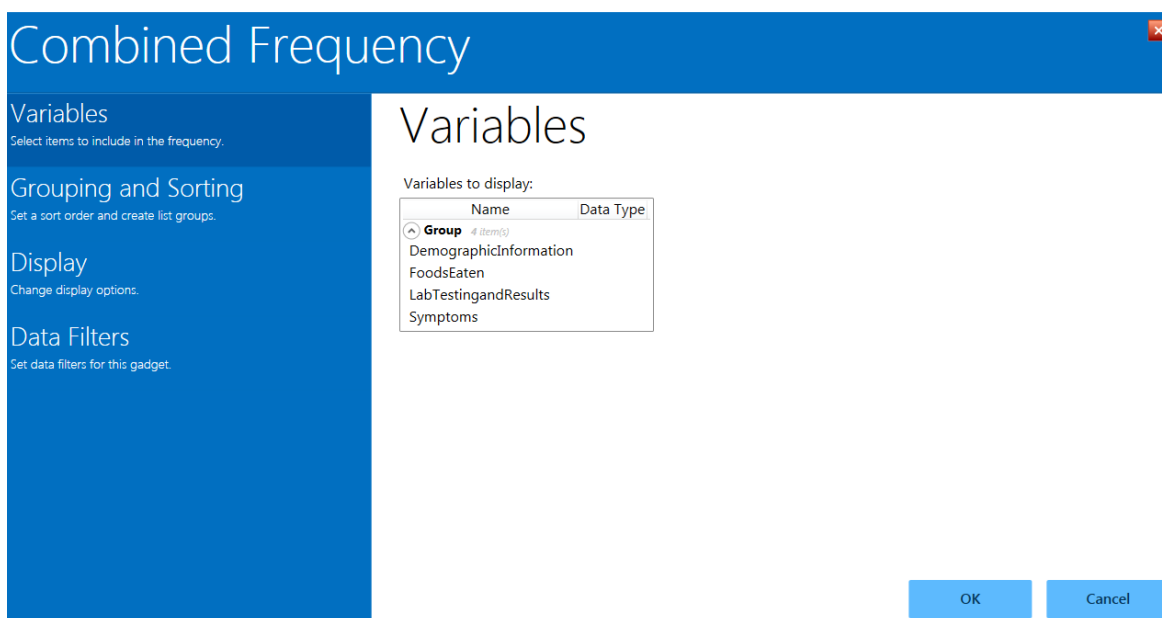 Combined Frequency
Variables
Select items to include in the frequency.
Grouping and Sorting
Set a sort order and create list groups.
Display
Change display options.
Data Filters
Set data filters for this gadget.
Variables
Variables to display:
Name Data Type
Group 4 item(s)
DemographicInformation
FoodsEaten
LabTestingandResults
Symptoms
OK Cancel